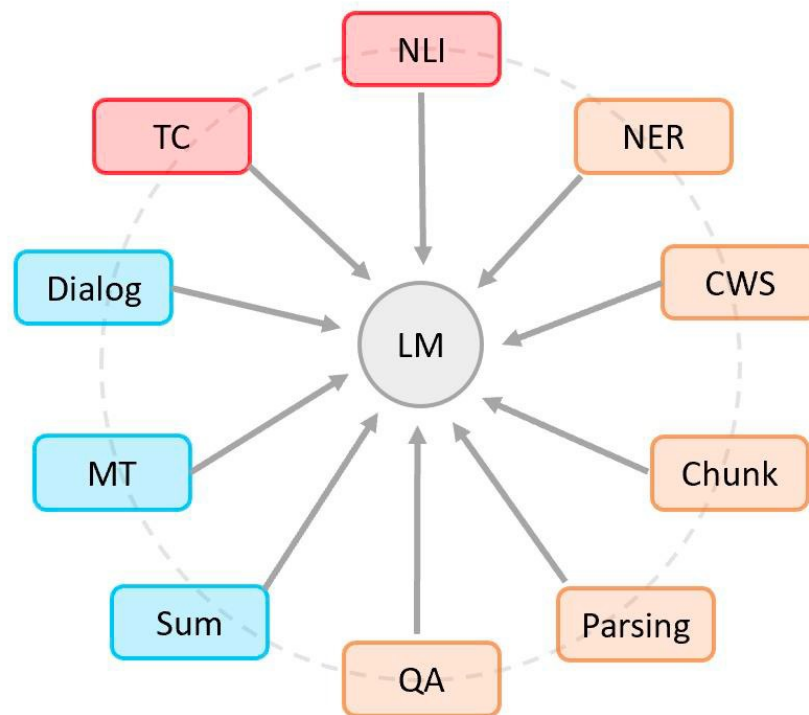 NLI
TC
NER
Dialog
CWS
LM
MT
Chunk
Sum
Parsing
QA